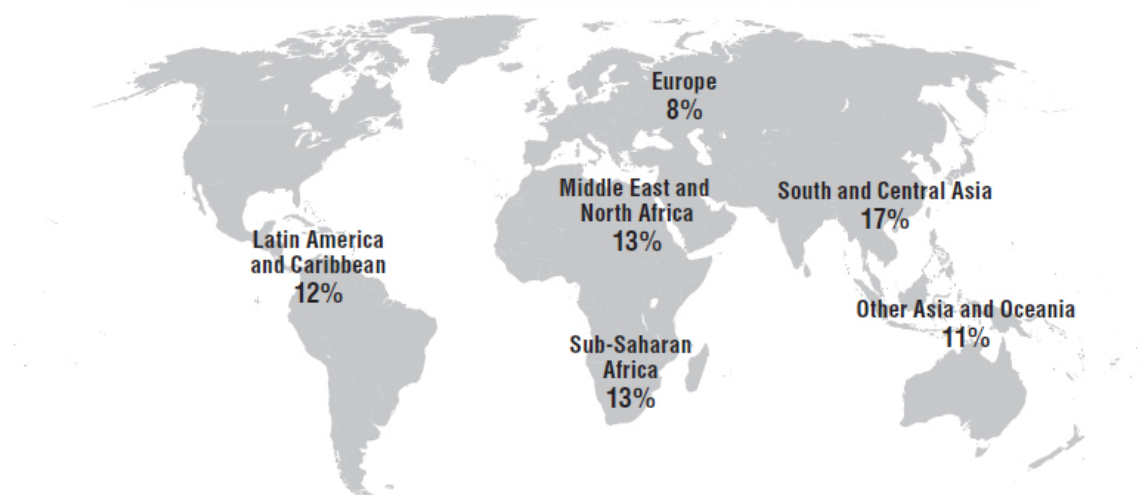 Europe
8%
Middle East and
North Africa
13%
South and Central Asia
17%
Latin America
and Caribbean
12%
Other Asia and Oceania
11%
Sub-Saharan
Africa
13%